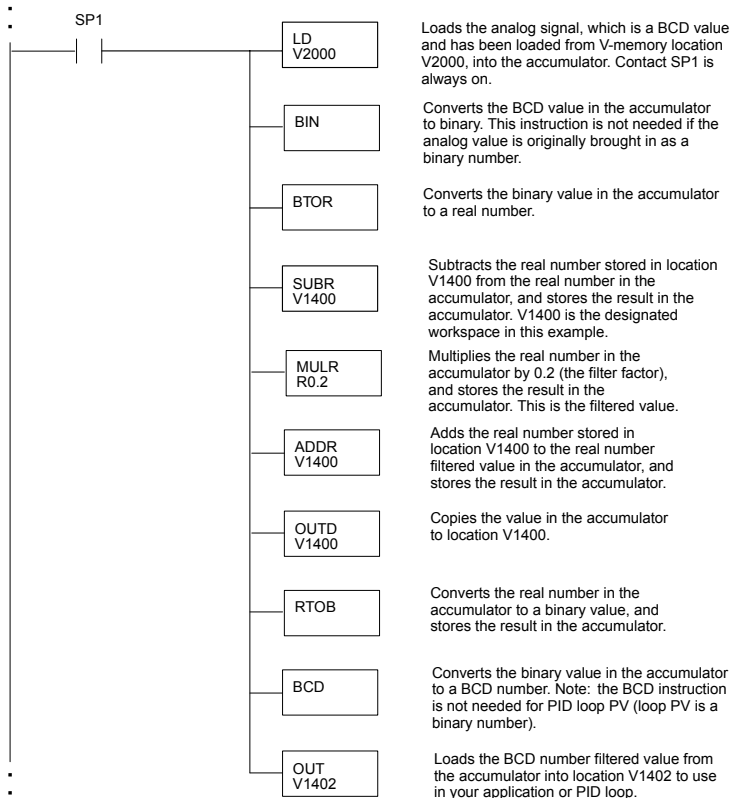 SP1
LD
V2000
Loads the analog signal, which is a BCD value
and has been loaded from V-memory location
V2000, into the accumulator. Contact SP1 is
always on.
BIN
Converts the BCD value in the accumulator
to binary. This instruction is not needed if the
analog value is originally brought in as a
binary number.
BTOR
Converts the binary value in the accumulator
to a real number.
SUBR
V1400
Subtracts the real number stored in location
V1400 from the real number in the
accumulator, and stores the result in the
accumulator. V1400 is the designated
workspace in this example.
MULR
R0.2
Multiplies the real number in the
accumulator by 0.2 (the filter factor),
and stores the result in the
accumulator. This is the filtered value.
ADDR
V1400
Adds the real number stored in
location V1400 to the real number
filtered value in the accumulator, and
stores the result in the accumulator.
OUTD
V1400
Copies the value in the accumulator
to location V1400.
RTOB
Converts the real number in the
accumulator to a binary value, and
stores the result in the accumulator.
BCD
Converts the binary value in the accumulator
to a BCD number. Note: the BCD instruction
is not needed for PID loop PV (loop PV is a
binary number).
OUT
V1402
Loads the BCD number filtered value from
the accumulator into location V1402 to use
in your application or PID loop.